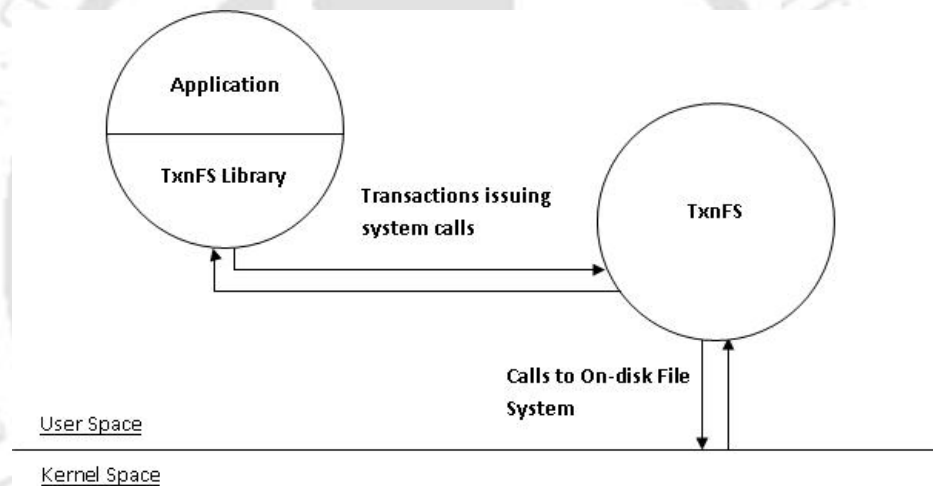 Application
TxnFS Library
Transactions issuing
system calls
TxnFS
Calls to On-disk File
System
User Space
Kernel Space